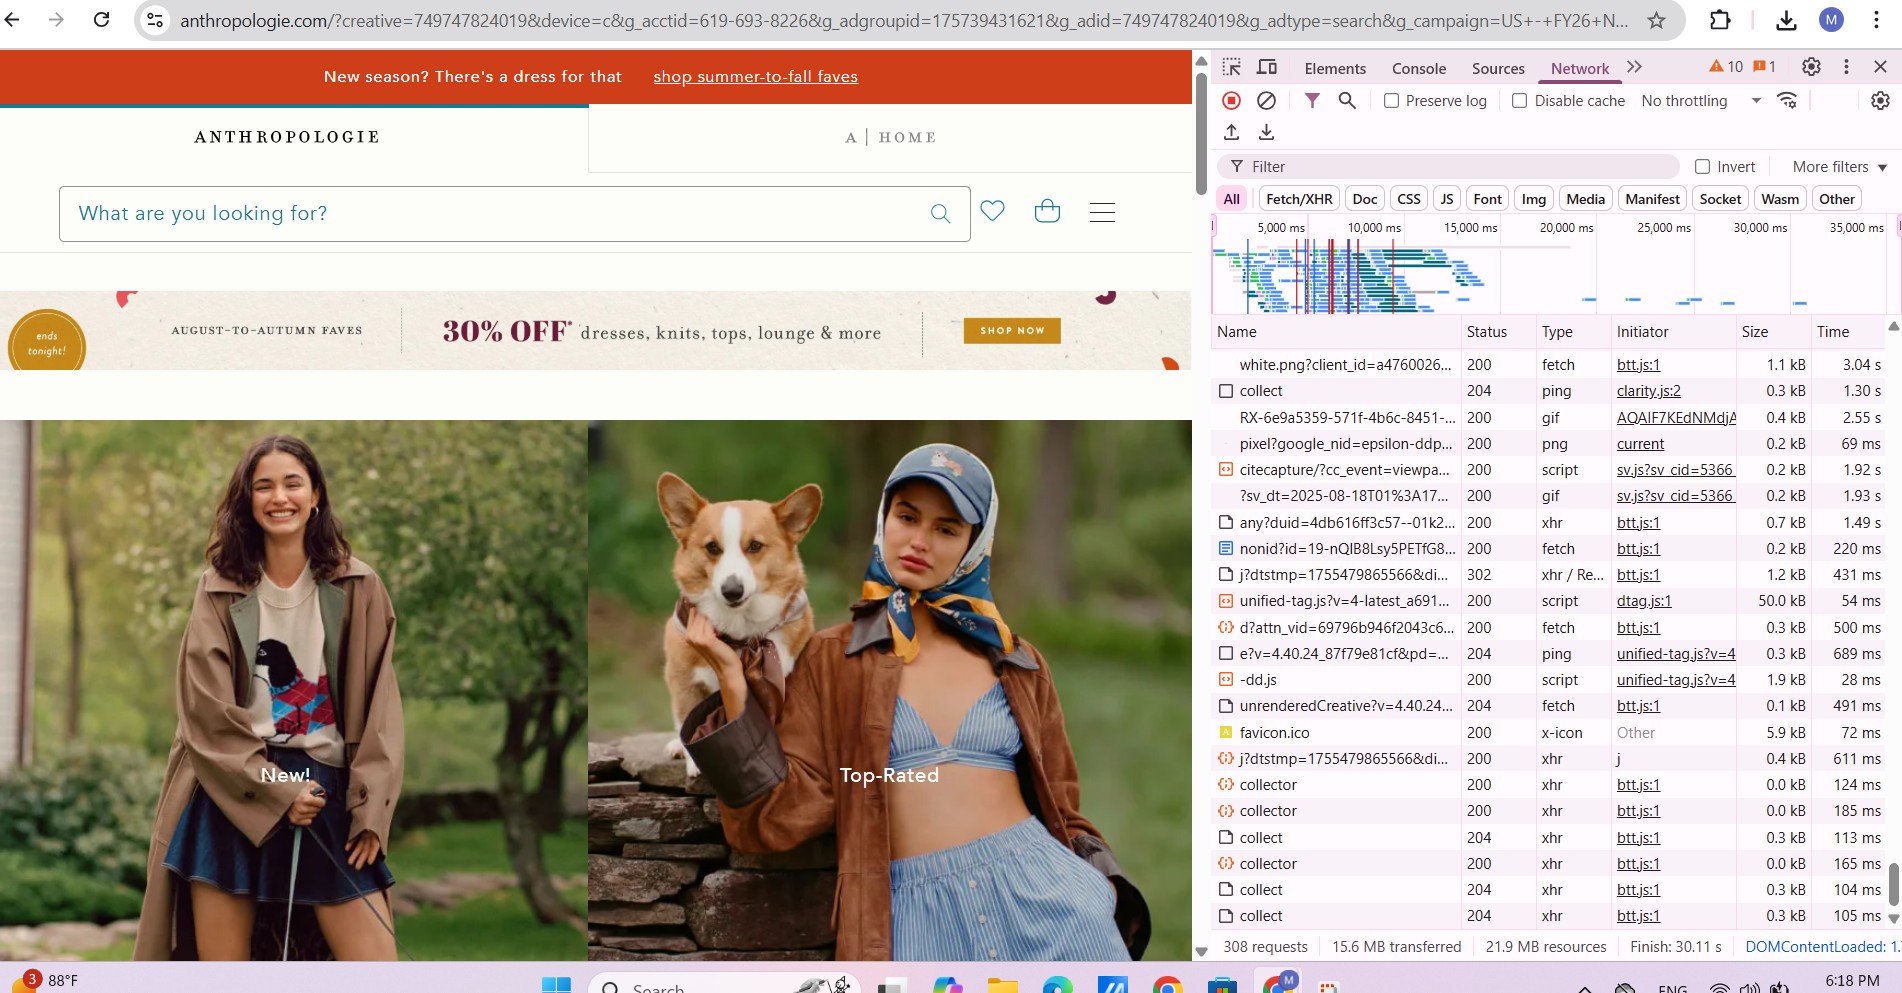 anthropologie.com/?creative=749747824019&device=c&g_acctid=619-693-8226&g_adgroupid=175739431621&g_adid=749747824019&g_adtype=search&g_campaign=US+-+FY26+N...
M
New season? There's a dress for that shop summer-to-fall faves
ANTHROPOLOGIE
A | HOME
What are you looking for?
ends
tonight!
AUGUST-TO-AUTUMN FAVES
30% OFF* dresses, knits, tops, lounge & more
SHOP NOW
New!
Top-Rated
Elements Console Sources Network 10 1
Preserve log Disable cache No throttling
Filter Invert More filters
All Fetch/XHR Doc CSS JS Font Img Media Manifest Socket Wasm Other
5,000 ms 10,000 ms 15,000 ms 20,000 ms 25,000 ms 30,000 ms 35,000 ms
Name Status Type Initiator Size Time
white.png?client_id=a4760026... 200 fetch btt.js:1 1.1 kB 3.04 s
collect 204 ping clarity.js:2 0.3 kB 1.30 s
RX-6e9a5359-571f-4b6c-8451-... 200 gif AQAIF7KEdNMdjA 0.4 kB 2.55 s
pixel?google_nid=epsilon-ddp... 200 png current 0.2 kB 69 ms
citecapture/?cc_event=viewpa... 200 script sv.js?sv_cid=5366_ 0.2 kB 1.92 s
?sv_dt=2025-08-18T01%3A17... 200 gif sv.js?sv_cid=5366_ 0.2 kB 1.93 s
any?duid=4db616ff3c57--01k2... 200 xhr btt.js:1 0.7 kB 1.49 s
nonid?id=19-nQIB8Lsy5PETfG8... 200 fetch btt.js:1 0.2 kB 220 ms
j?dtstmp=1755479865566&di... 302 xhr / Re... btt.js:1 1.2 kB 431 ms
unified-tag.js?v=4-latest_a691... 200 script dtag.js:1 50.0 kB 54 ms
d?attn_vid=69796b946f2043c6... 200 fetch btt.js:1 0.3 kB 500 ms
e?v=4.40.24_87f79e81cf&pd=... 204 ping unified-tag.js?v=4 0.3 kB 689 ms
-dd.js 200 script unified-tag.js?v=4 1.9 kB 28 ms
unrenderedCreative?v=4.40.24... 204 fetch btt.js:1 0.1 kB 491 ms
favicon.ico 200 x-icon Other 5.9 kB 72 ms
j?dtstmp=1755479865566&di... 200 xhr j 0.4 kB 611 ms
collector 200 xhr btt.js:1 0.0 kB 124 ms
collector 200 xhr btt.js:1 0.0 kB 185 ms
collect 204 xhr btt.js:1 0.3 kB 113 ms
collector 200 xhr btt.js:1 0.0 kB 165 ms
collect 204 xhr btt.js:1 0.3 kB 104 ms
collect 204 xhr btt.js:1 0.3 kB 105 ms
308 requests 15.6 MB transferred 21.9 MB resources Finish: 30.11 s DOMContentLoaded: 1.
3 88°F
Search
M
ENG
6:18 PM